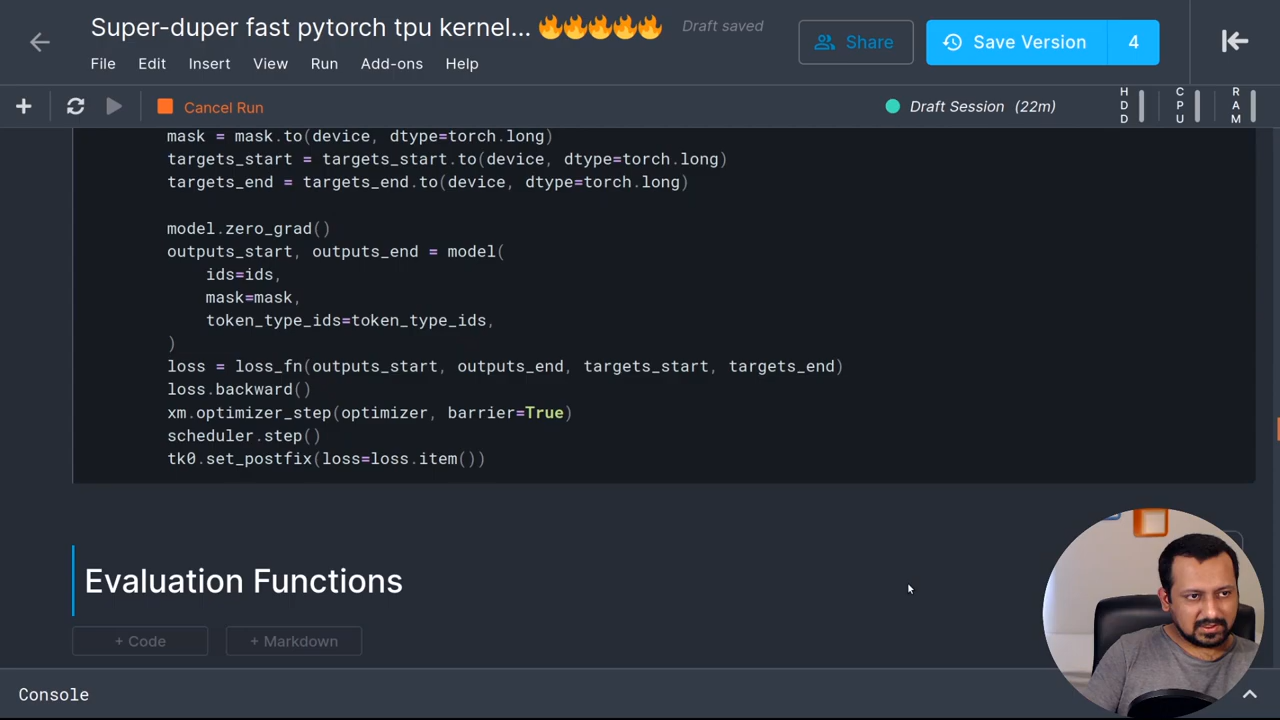 Super-duper fast pytorch tpu kernel... 🔥🔥🔥🔥🔥
Draft saved
Share
Save Version
4
File Edit Insert View Run Add-ons Help
Cancel Run
Draft Session (22m)
HDD
CPU
RAM
mask = mask.to(device, dtype=torch.long)
targets_start = targets_start.to(device, dtype=torch.long)
targets_end = targets_end.to(device, dtype=torch.long)
model.zero_grad()
outputs_start, outputs_end = model(
ids=ids,
mask=mask,
token_type_ids=token_type_ids,
)
loss = loss_fn(outputs_start, outputs_end, targets_start, targets_end)
loss.backward()
xm.optimizer_step(optimizer, barrier=True)
scheduler.step()
tk0.set_postfix(loss=loss.item())
Evaluation Functions
+ Code
+ Markdown
Console